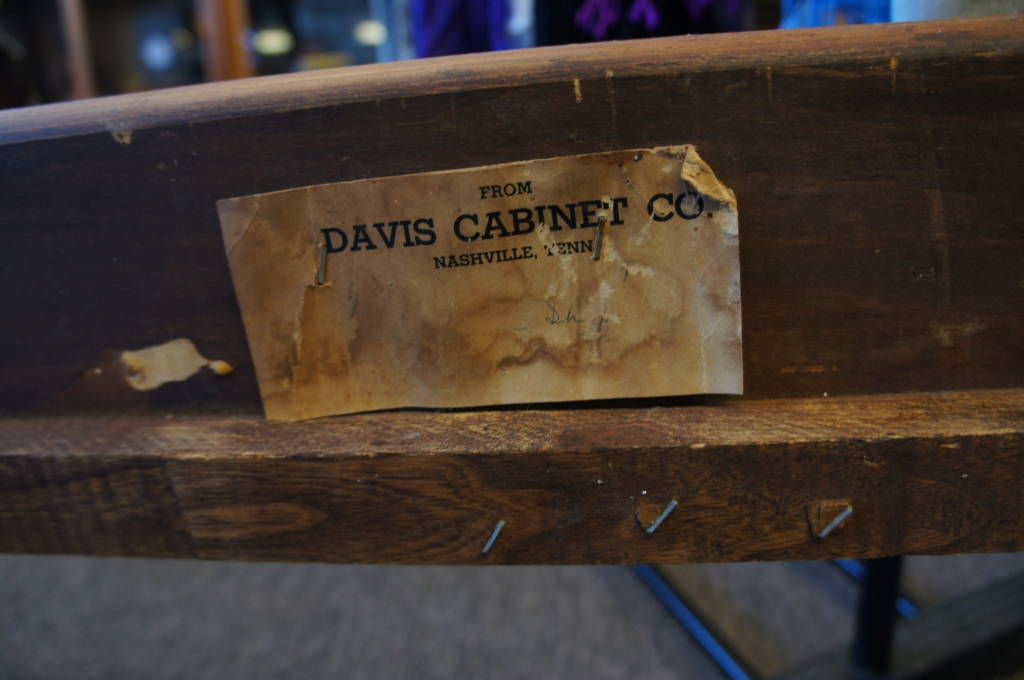 FROM
DAVIS CABINET CO.
NASHVILLE, TENN